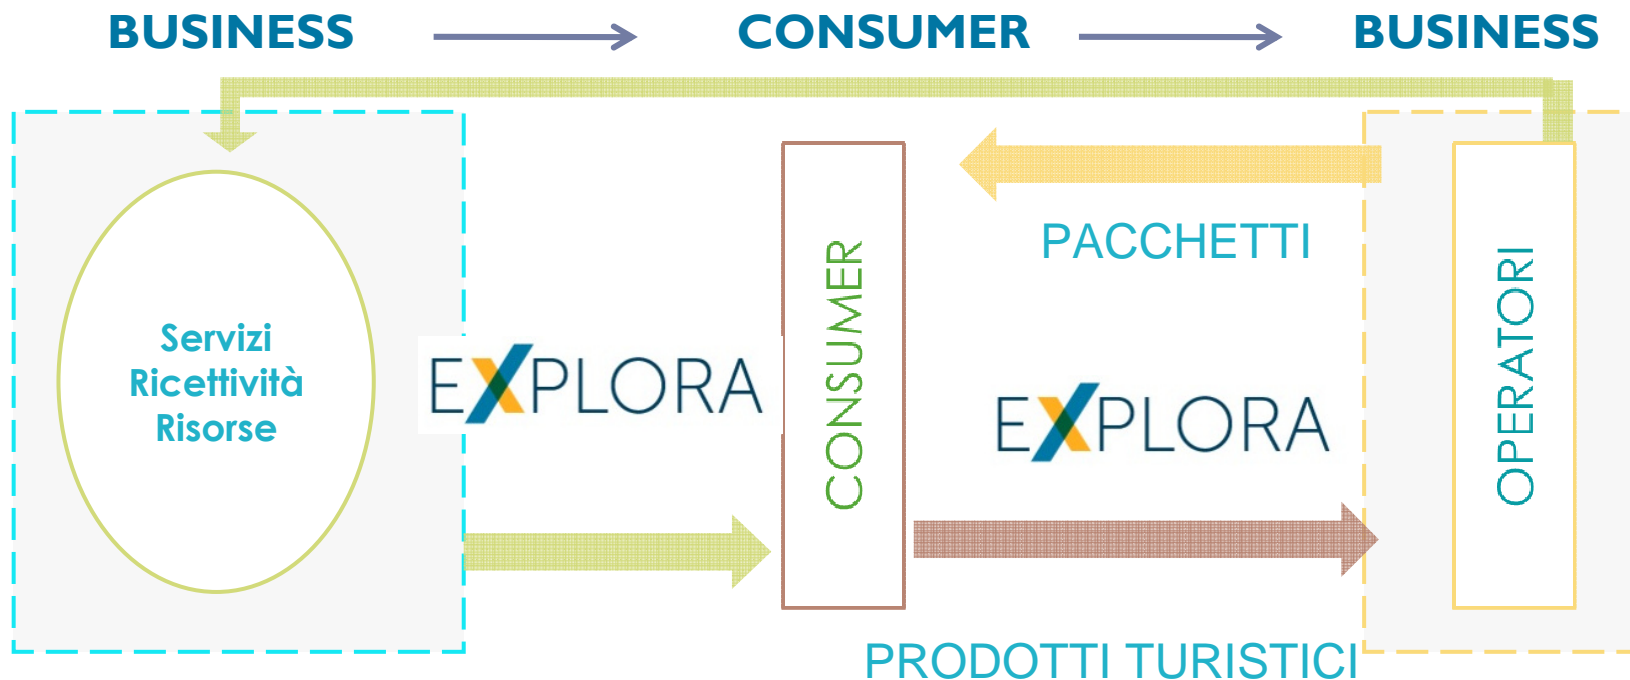 BUSINESS
CONSUMER
BUSINESS
PACCHETTI
Servizi
Ricettività
Risorse
EXPLORA
CONSUMER
EXPLORA
OPERATORI
PRODOTTI TURISTICI